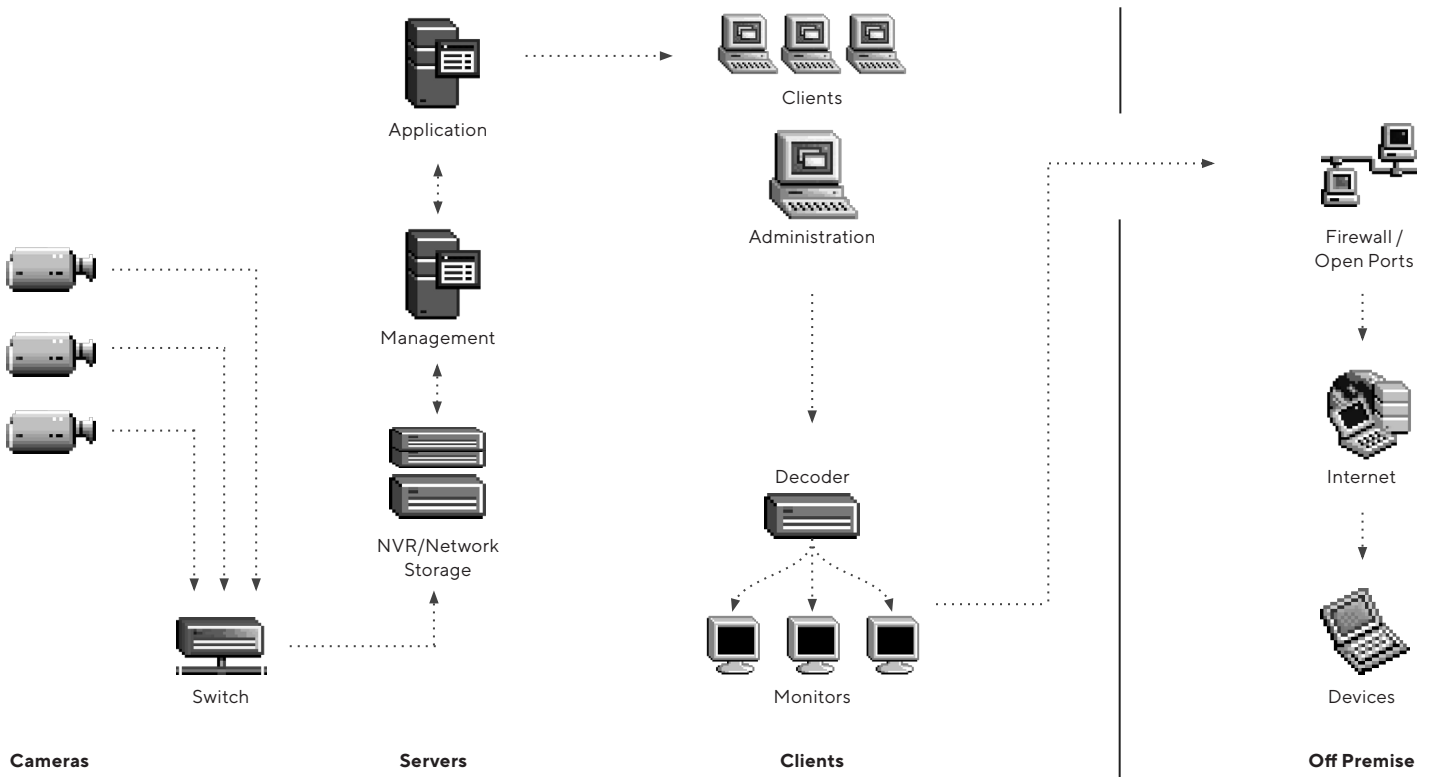 Clients
Application
Administration
Firewall /
Open Ports
Management
Decoder
Internet
NVR/Network
Storage
Switch
Monitors
Devices
Cameras
Servers
Clients
Off Premise